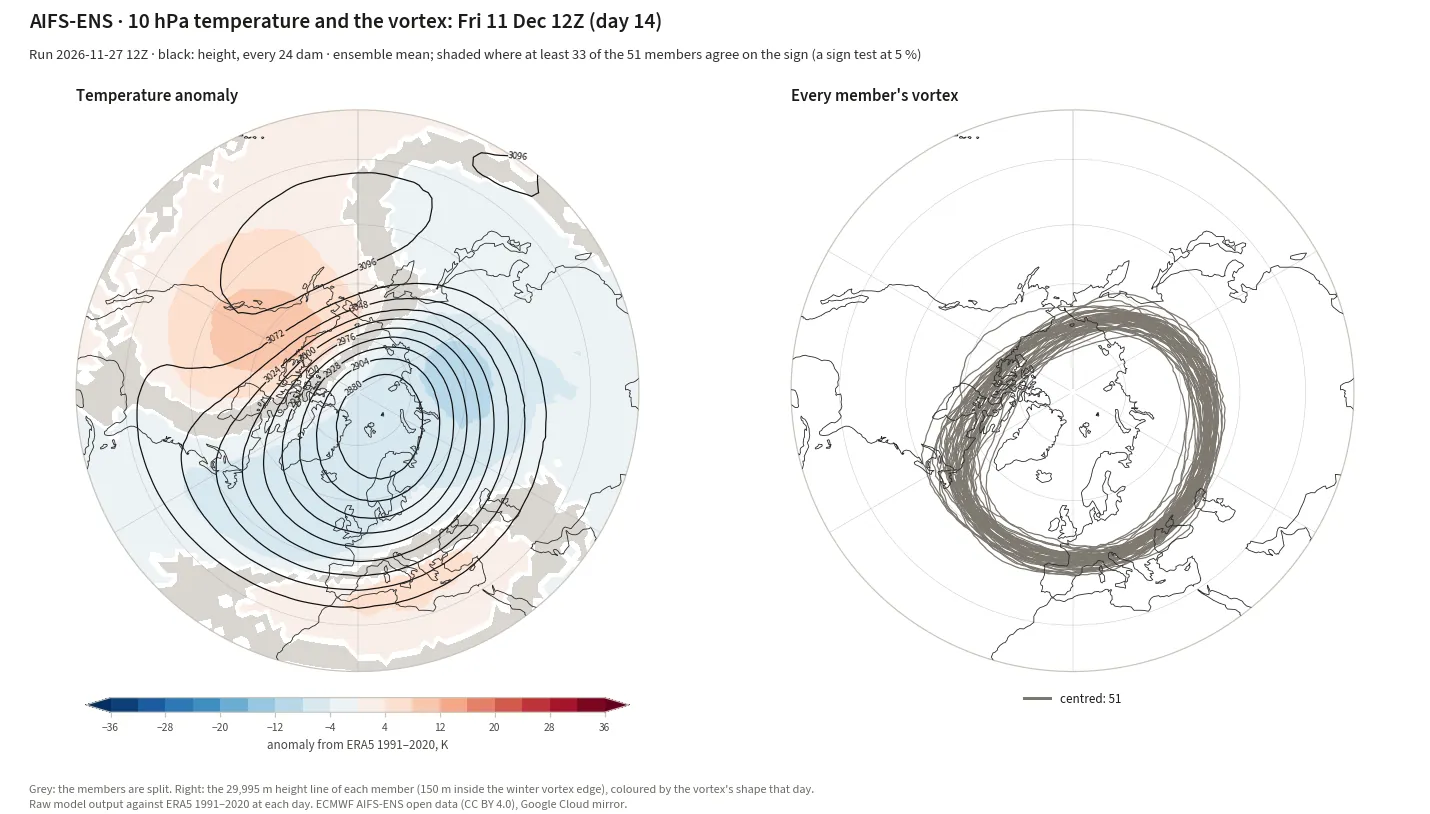 AIFS-ENS · 10 hPa temperature and the vortex: Fri 11 Dec 12Z (day 14)
Run 2026-11-27 12Z · black: height, every 24 dam · ensemble mean; shaded where at least 33 of the 51 members agree on the sign (a sign test at 5 %)
Temperature anomaly
Every member's vortex
3096
3096
3048
3072
2976
3024
3000
2928
2904
2880
centred: 51
−36 −28 −20 −12 −4 4 12 20 28 36
anomaly from ERA5 1991–2020, K
Grey: the members are split. Right: the 29,995 m height line of each member (150 m inside the winter vortex edge), coloured by the vortex's shape that day.
Raw model output against ERA5 1991–2020 at each day. ECMWF AIFS-ENS open data (CC BY 4.0), Google Cloud mirror.